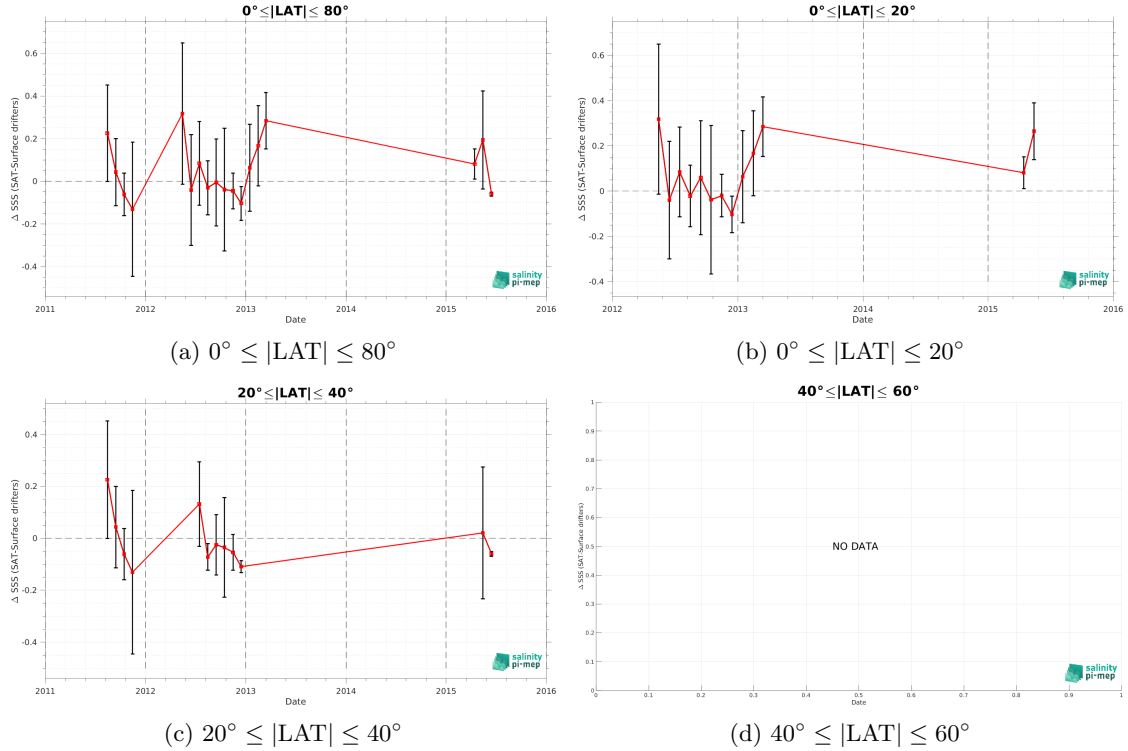 0°≤|LAT|≤ 80°
Δ SSS (SAT-Surface drifters)
0.6
0.4
0.2
0
-0.2
-0.4
2011
2012
2013
2014
2015
2016
Date
salinity
pi-mep
(a) 0° ≤ |LAT| ≤ 80°
0°≤|LAT|≤ 20°
Δ SSS (SAT-Surface drifters)
0.6
0.4
0.2
0
-0.2
-0.4
2012
2013
2014
2015
2016
Date
salinity
pi-mep
(b) 0° ≤ |LAT| ≤ 20°
20°≤|LAT|≤ 40°
Δ SSS (SAT-Surface drifters)
0.4
0.2
0
-0.2
-0.4
2011
2012
2013
2014
2015
2016
Date
salinity
pi-mep
(c) 20° ≤ |LAT| ≤ 40°
40°≤|LAT|≤ 60°
Δ SSS (SAT-Surface drifters)
1
0.9
0.8
0.7
0.6
0.5
0.4
0.3
0.2
0.1
0
NO DATA
0
0.1
0.2
0.3
0.4
0.5
0.6
0.7
0.8
0.9
1
Date
salinity
pi-mep
(d) 40° ≤ |LAT| ≤ 60°